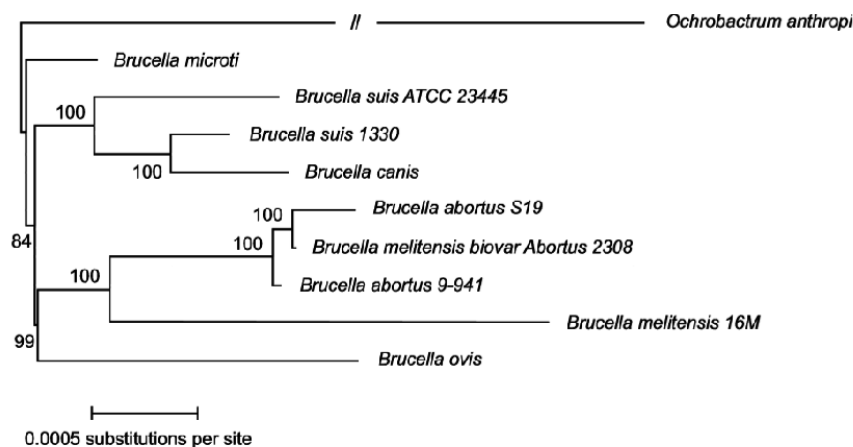 Ochrobactrum anthropi
Brucella microti
Brucella suis ATCC 23445
100
Brucella suis 1330
100
Brucella canis
Brucella abortus S19
100
84
100
Brucella melitensis biovar Abortus 2308
100
Brucella abortus 9-941
Brucella melitensis 16M
99
Brucella ovis
0.0005 substitutions per site